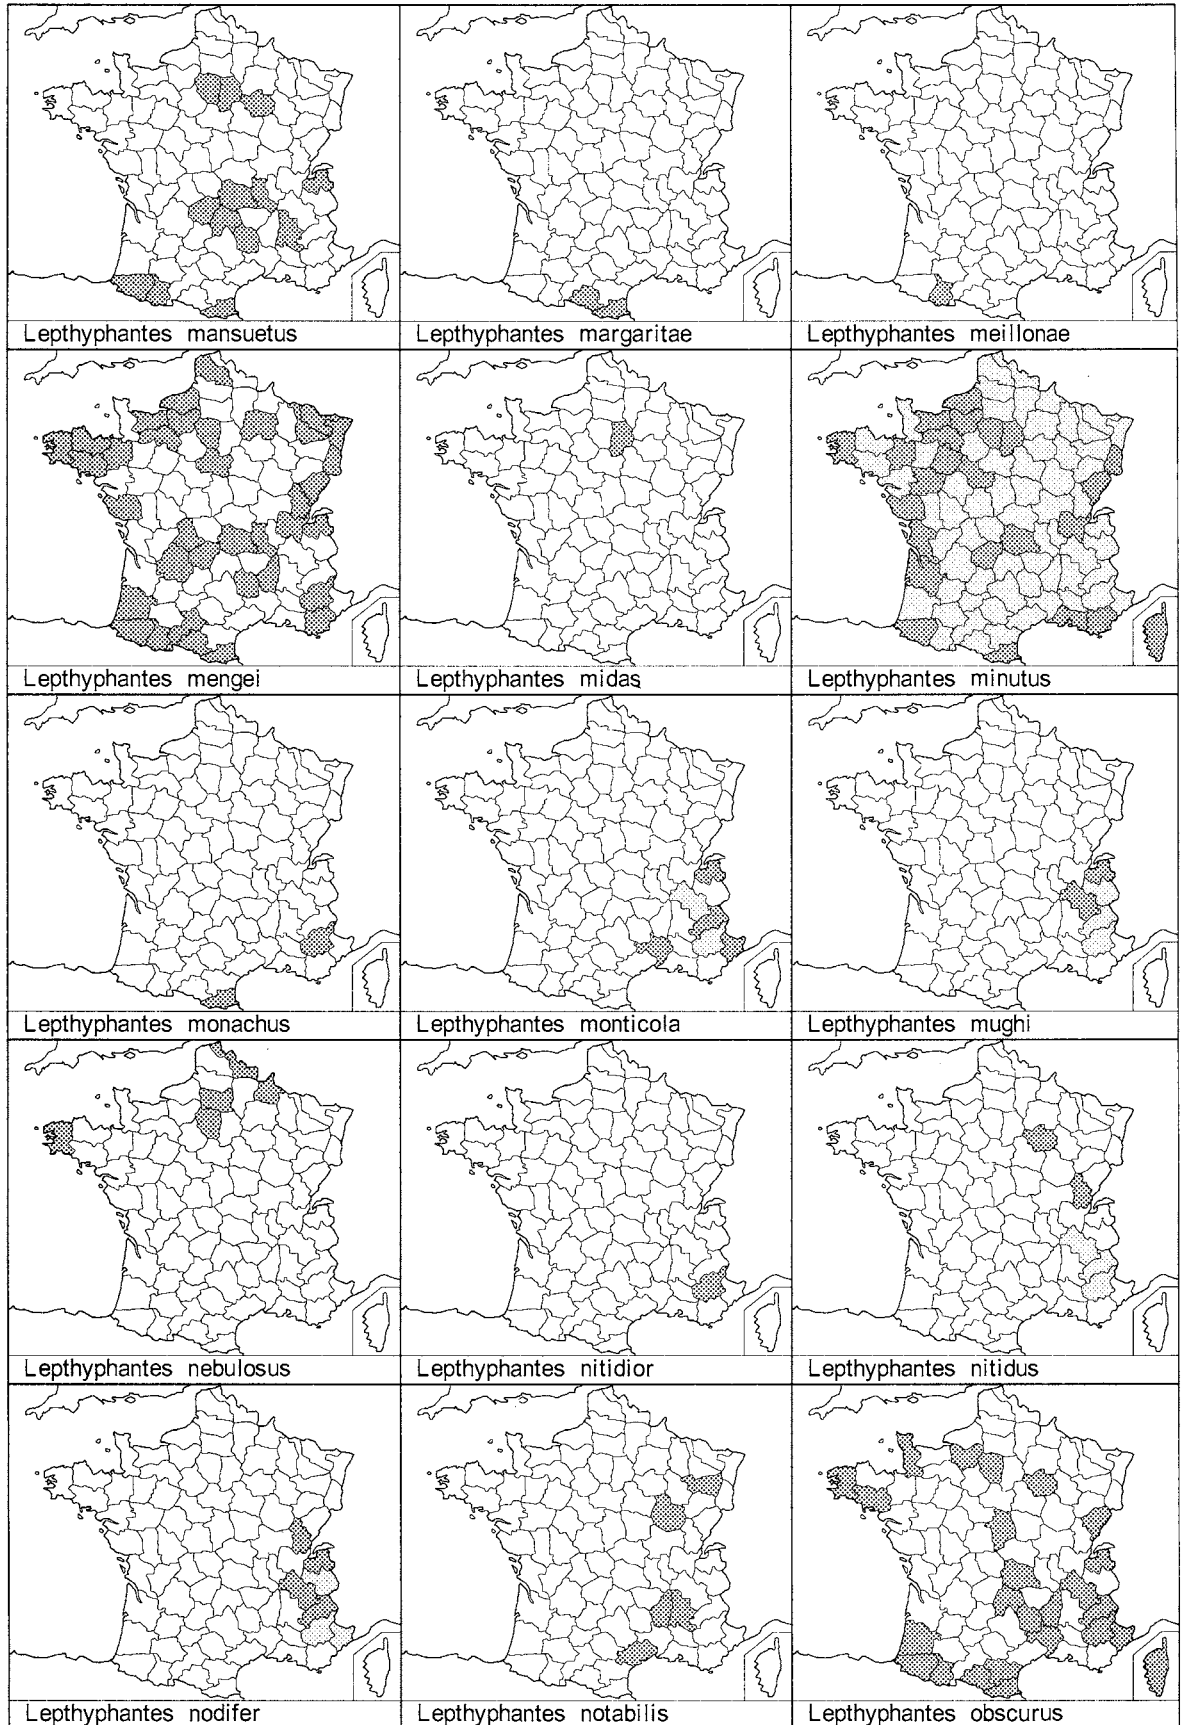 Lepthyphantes mansuetus
Lepthyphantes margaritae
Lepthyphantes meillonae
Lepthyphantes mengei
Lepthyphantes midas
Lepthyphantes minutus
Lepthyphantes monachus
Lepthyphantes monticola
Lepthyphantes mughi
Lepthyphantes nebulosus
Lepthyphantes nitidior
Lepthyphantes nitidus
Lepthyphantes nodifer
Lepthyphantes notabilis
Lepthyphantes obscurus